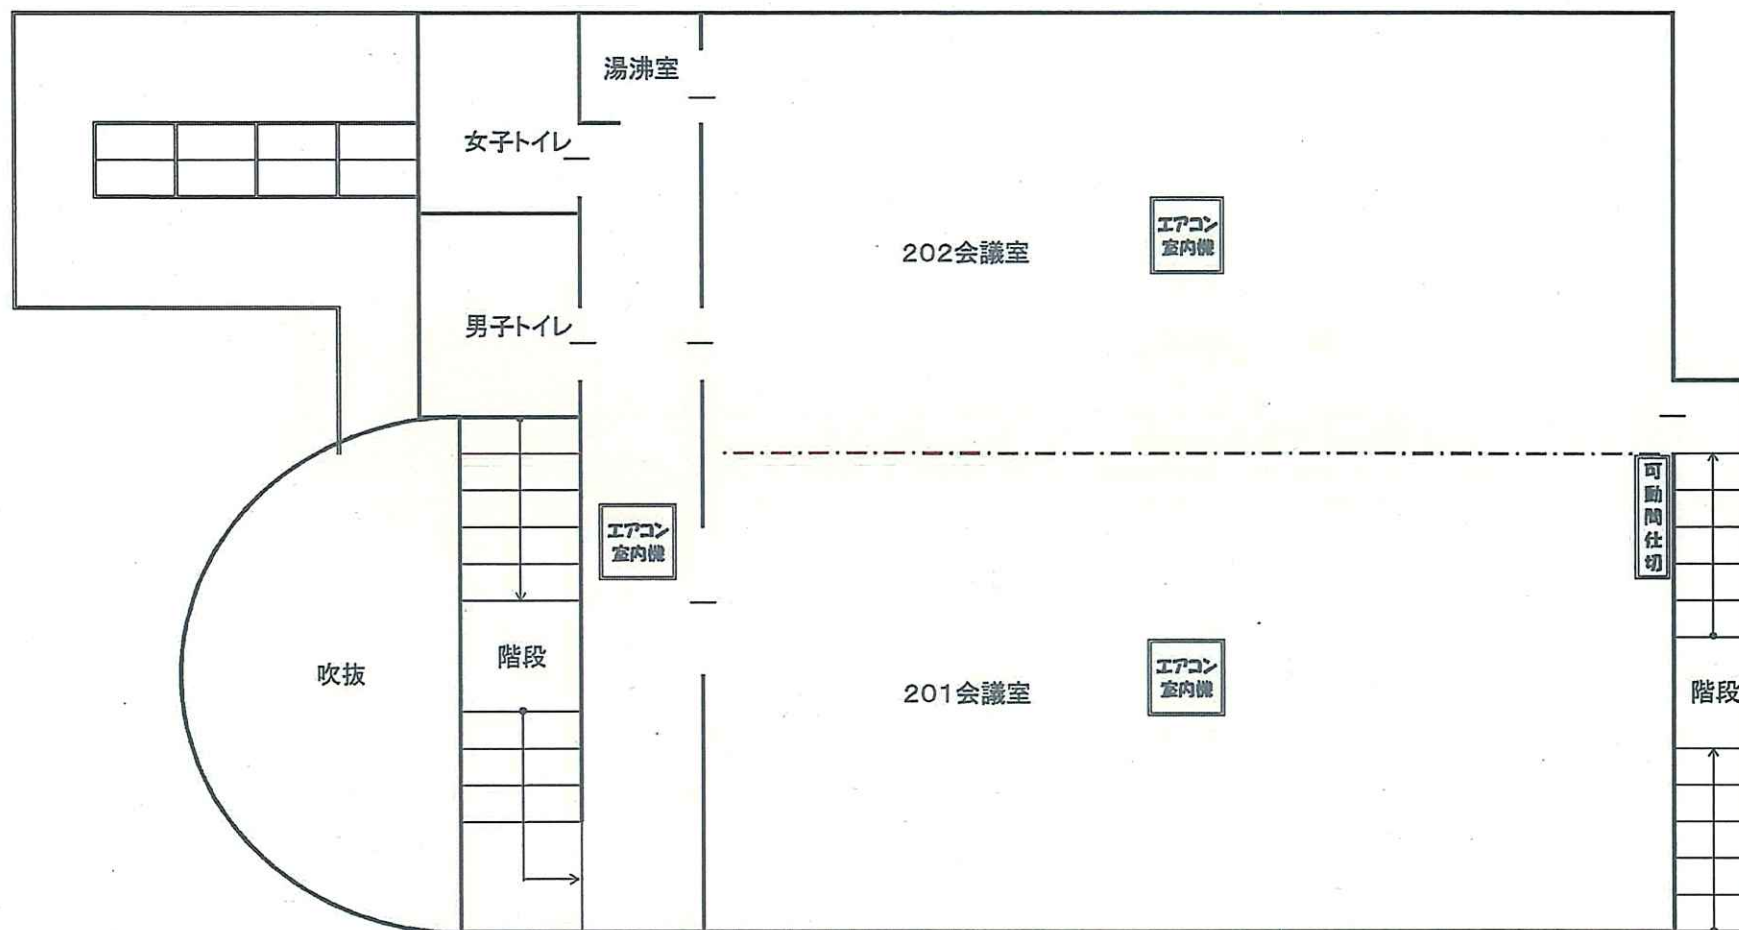 湯沸室
女子トイレ
エアコン
室内機
202会議室
男子トイレ
可動間仕切
エアコン
室内機
階段
吹抜
エアコン
室内機
201会議室
階段